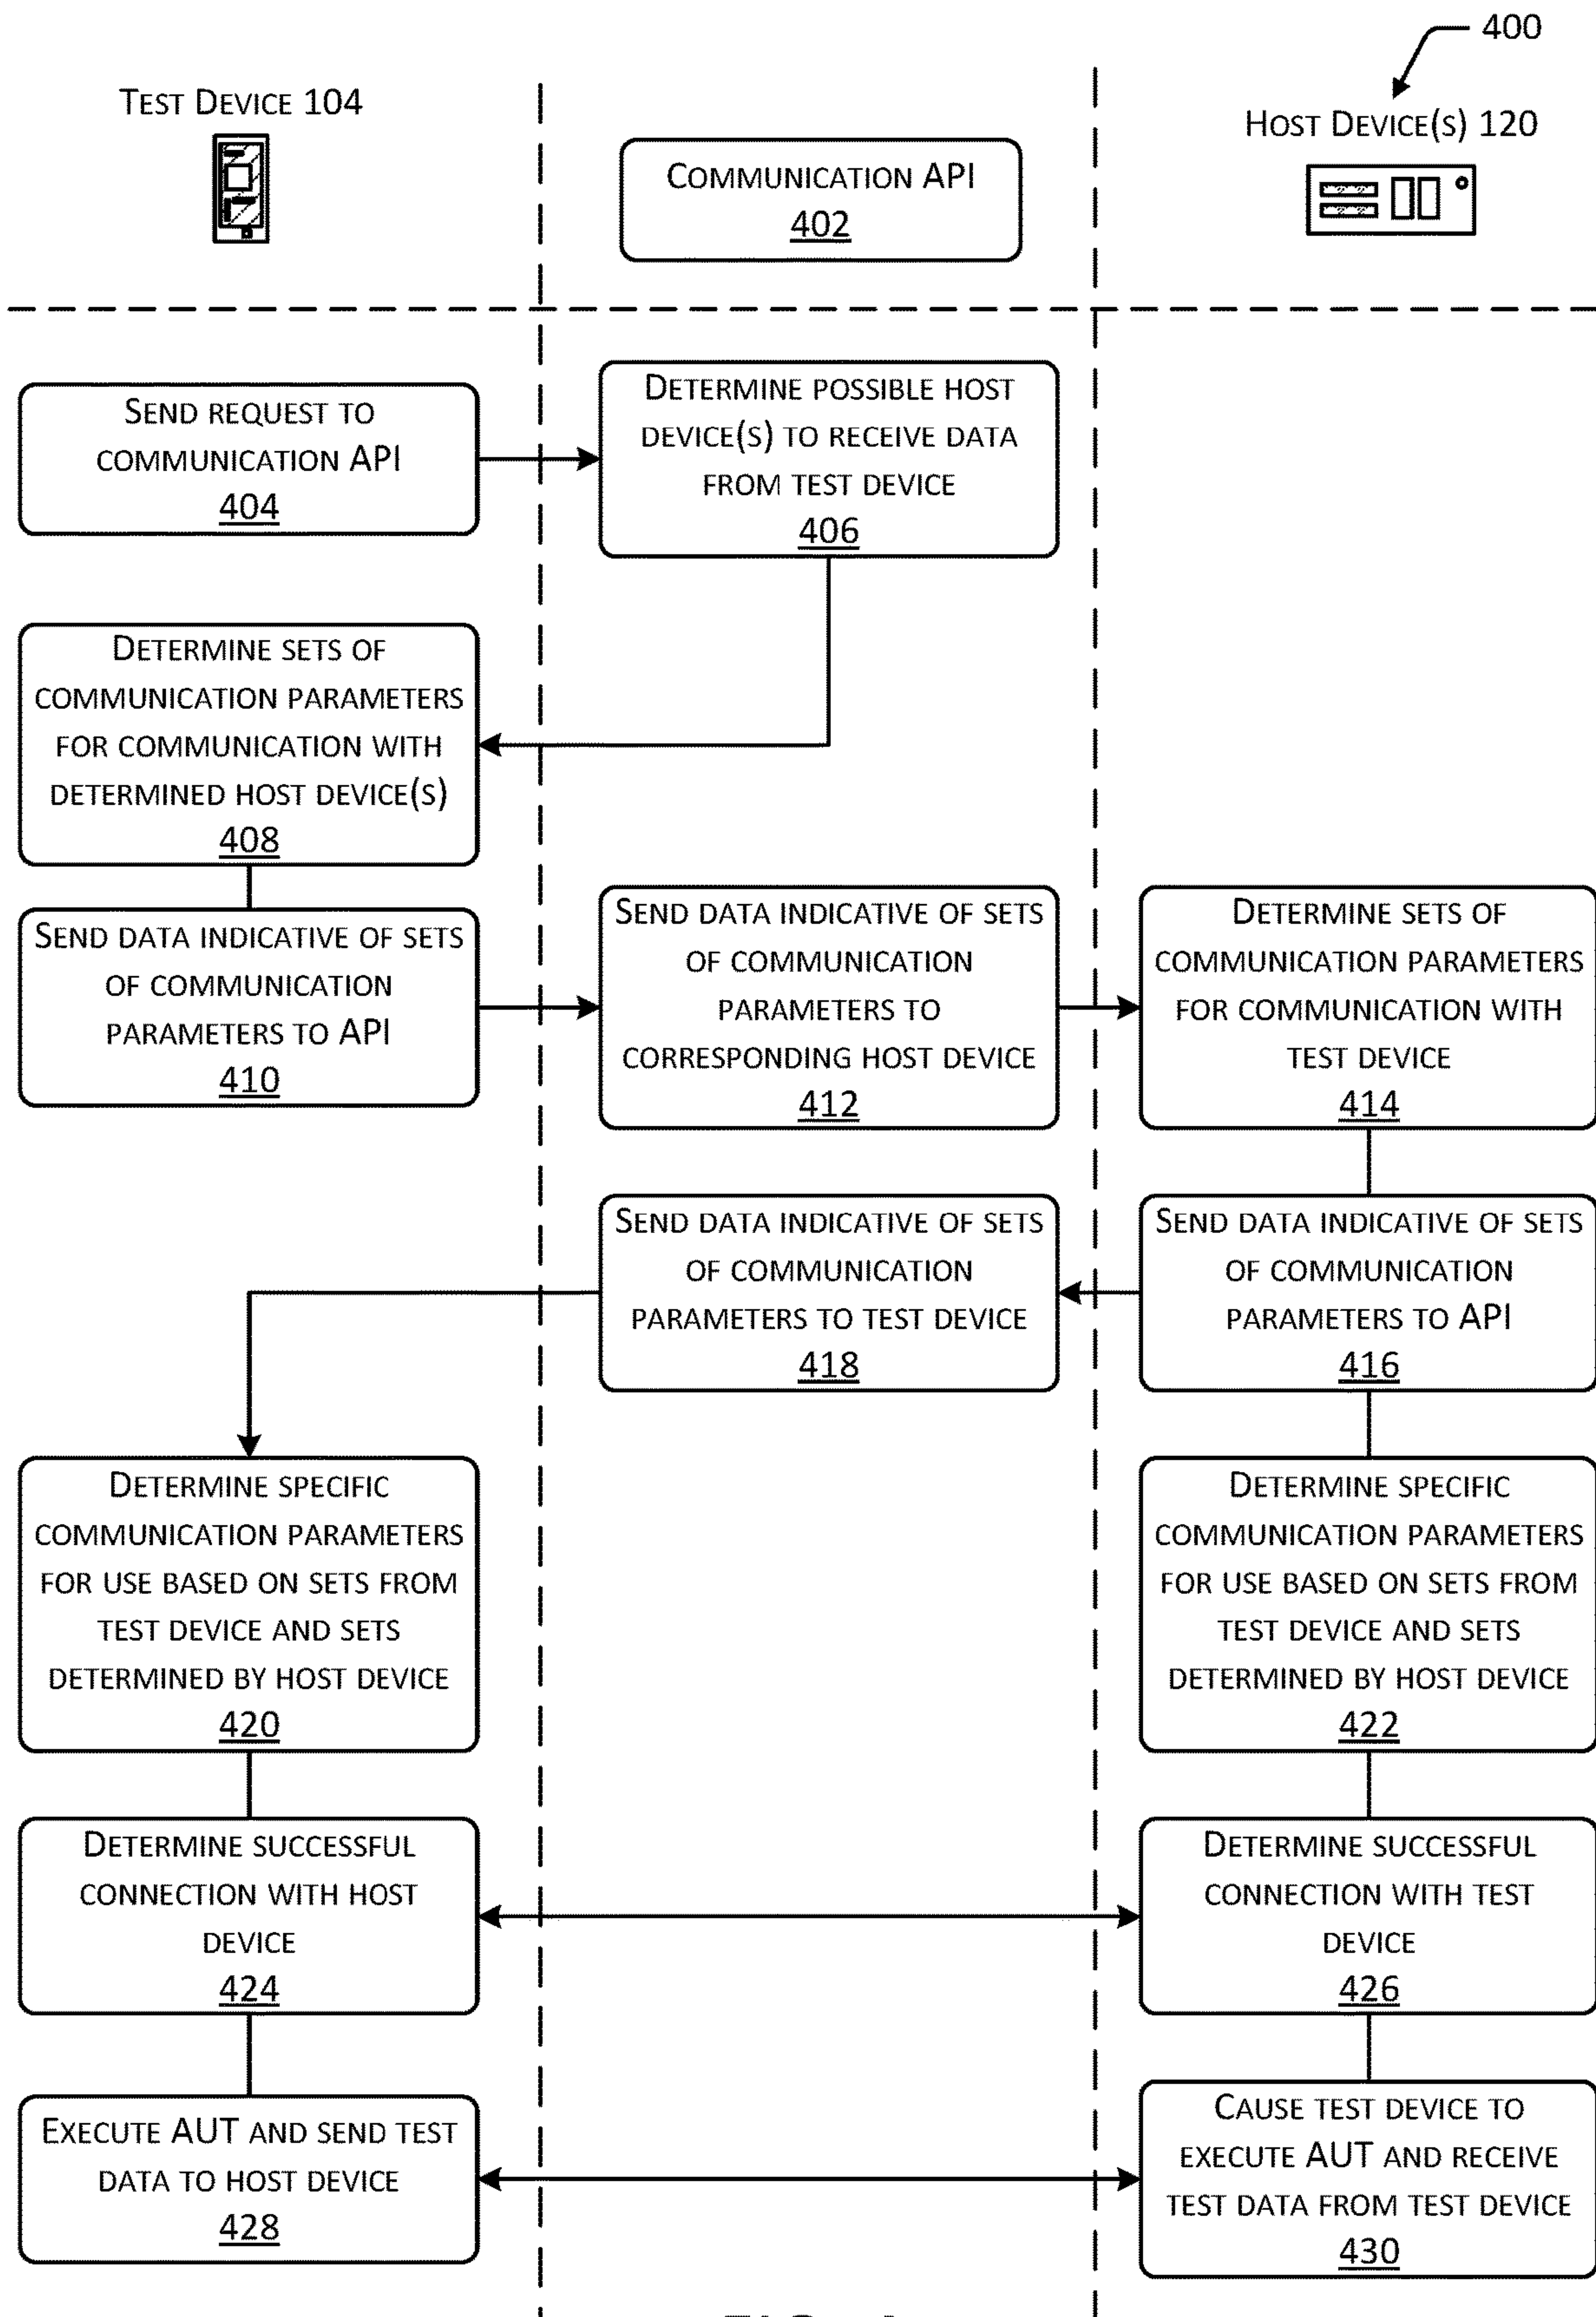 400
TEST DEVICE 104
COMMUNICATION API
402
HOST DEVICE(S) 120
SEND REQUEST TO
COMMUNICATION API
404
DETERMINE POSSIBLE HOST
DEVICE(S) TO RECEIVE DATA
FROM TEST DEVICE
406
DETERMINE SETS OF
COMMUNICATION PARAMETERS
FOR COMMUNICATION WITH
DETERMINED HOST DEVICE(S)
408
SEND DATA INDICATIVE OF SETS
OF COMMUNICATION
PARAMETERS TO API
410
SEND DATA INDICATIVE OF SETS
OF COMMUNICATION
PARAMETERS TO
CORRESPONDING HOST DEVICE
412
DETERMINE SETS OF
COMMUNICATION PARAMETERS
FOR COMMUNICATION WITH
TEST DEVICE
414
SEND DATA INDICATIVE OF SETS
OF COMMUNICATION
PARAMETERS TO TEST DEVICE
418
SEND DATA INDICATIVE OF SETS
OF COMMUNICATION
PARAMETERS TO API
416
DETERMINE SPECIFIC
COMMUNICATION PARAMETERS
FOR USE BASED ON SETS FROM
TEST DEVICE AND SETS
DETERMINED BY HOST DEVICE
420
DETERMINE SPECIFIC
COMMUNICATION PARAMETERS
FOR USE BASED ON SETS FROM
TEST DEVICE AND SETS
DETERMINED BY HOST DEVICE
422
DETERMINE SUCCESSFUL
CONNECTION WITH HOST
DEVICE
424
DETERMINE SUCCESSFUL
CONNECTION WITH TEST
DEVICE
426
EXECUTE AUT AND SEND TEST
DATA TO HOST DEVICE
428
CAUSE TEST DEVICE TO
EXECUTE AUT AND RECEIVE
TEST DATA FROM TEST DEVICE
430